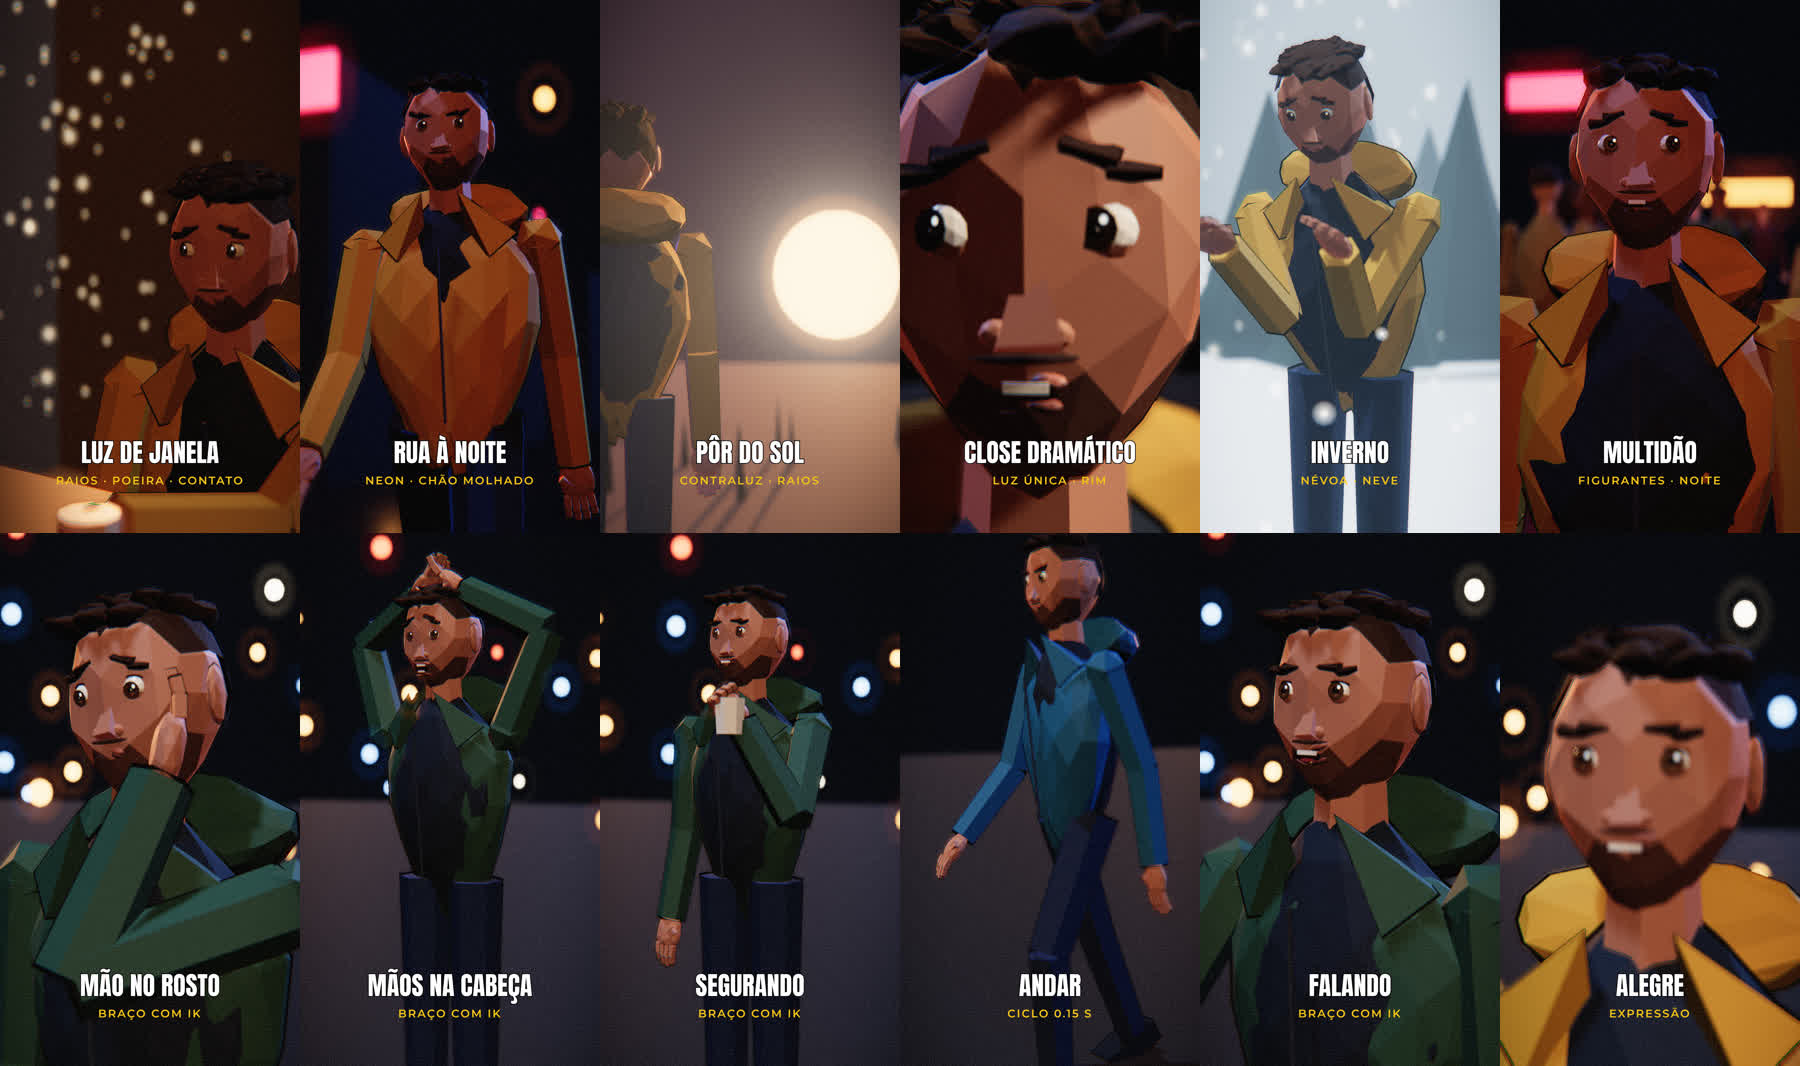 LUZ DE JANELA
RAIOS · POEIRA · CONTATO
RUA À NOITE
NEON · CHÃO MOLHADO
PÔR DO SOL
CONTRALUZ · RAIOS
CLOSE DRAMÁTICO
LUZ ÚNICA · RIM
INVERNO
NÉVOA · NEVE
MULTIDÃO
FIGURANTES · NOITE
MÃO NO ROSTO
BRAÇO COM IK
MÃOS NA CABEÇA
BRAÇO COM IK
SEGURANDO
BRAÇO COM IK
ANDAR
CICLO 0.15 S
FALANDO
BRAÇO COM IK
ALEGRE
EXPRESSÃO